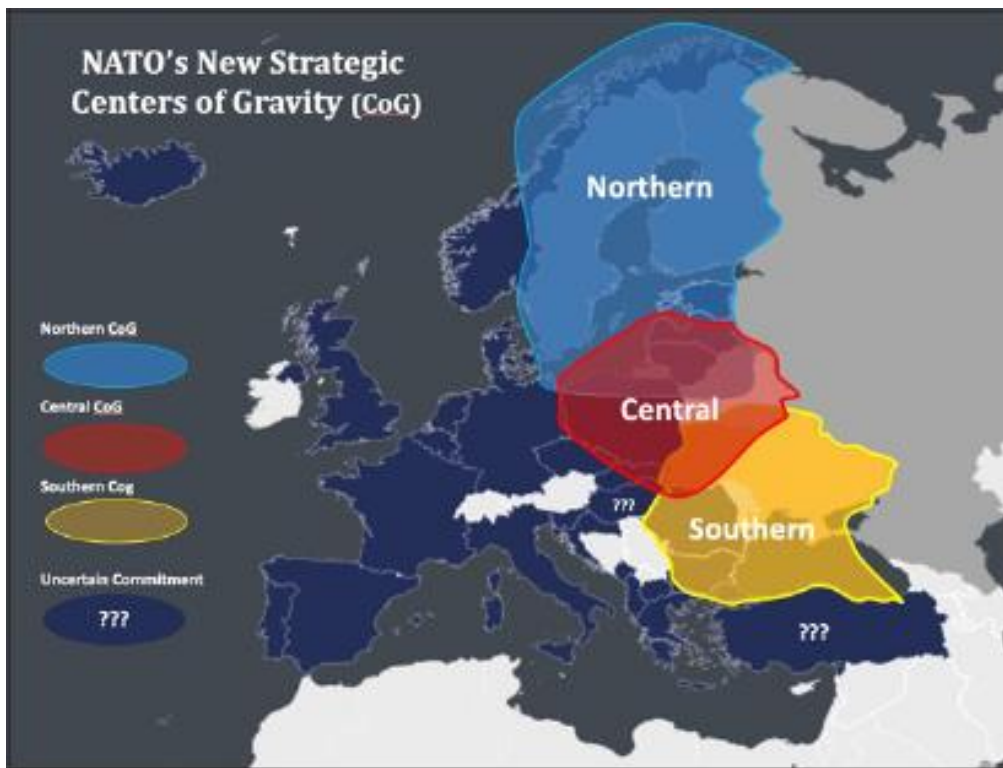 NATO's New Strategic
Centers of Gravity (CoG)
Northern
Northern CoG
Central CoG
Central
Southern Cog
???
Southern
Uncertain Commitment
???
???